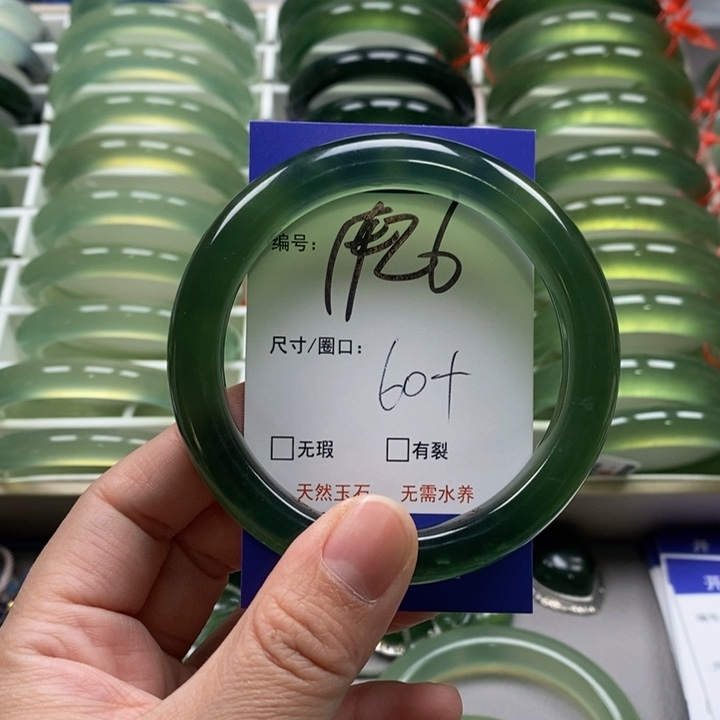 编号：
26
尺寸/圈口： 60+
□无瑕 □有裂
天然玉石 无需水养